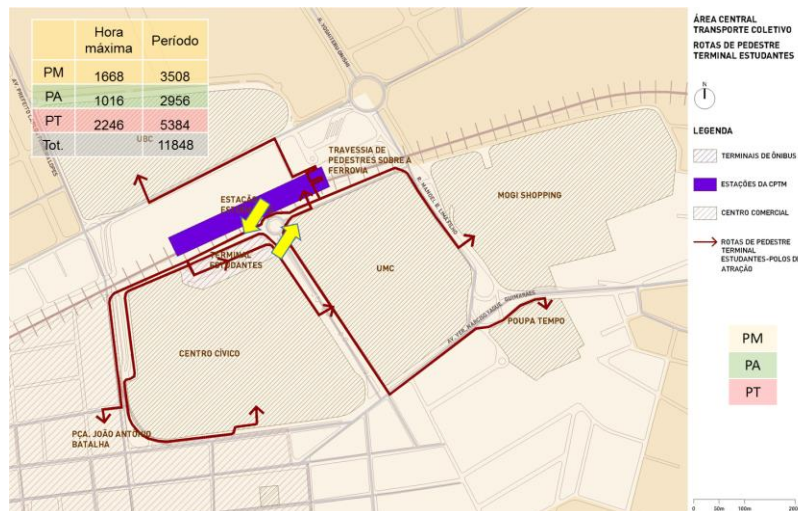 Hora máxima Período
PM 1668 3508
PA 1016 2956
PT 2246 5384
Tot. 11848
UBC
TRAVESSIA DE
PEDESTRES SOBRE A
FERROVIA
MOGI SHOPPING
TERMINAL
ESTUDANTES
UMC
CENTRO CÍVICO
POUPA TEMPO
PÇA. JOÃO ANTONIO
BATALHA
ÁREA CENTRAL
TRANSPORTE COLETIVO
ROTAS DE PEDESTRE
TERMINAL ESTUDANTES
N
LEGENDA
TERMINAIS DE ÔNIBUS
ESTAÇÕES DA CPTM
CENTRO COMERCIAL
ROTAS DE PEDESTRE
TERMINAL
ESTUDANTES-POLOS DE
ATRAÇÃO
PM
PA
PT
0 50m 100m 200